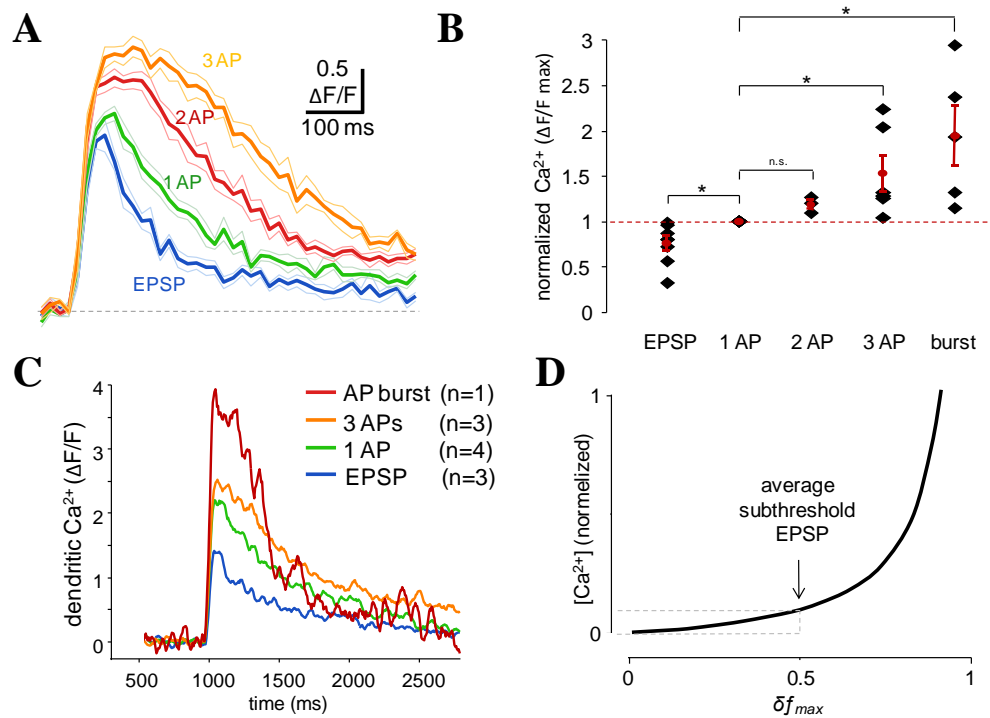 A
3 AP
0.5
ΔF/F
100 ms
2 AP
1 AP
EPSP
B
normalized Ca²⁺ (ΔF/F max)
3
2.5
2
1.5
1
0.5
0
*
*
n.s.
*
EPSP 1 AP 2 AP 3 AP burst
C
dendritic Ca²⁺ (ΔF/F)
4
3
2
1
0
AP burst (n=1)
3 APs (n=3)
1 AP (n=4)
EPSP (n=3)
1000 1500 2000 2500
time (ms)
D
[Ca²⁺] (normelized)
1
0
average
subthreshold
EPSP
0 0.5 1
δfmax